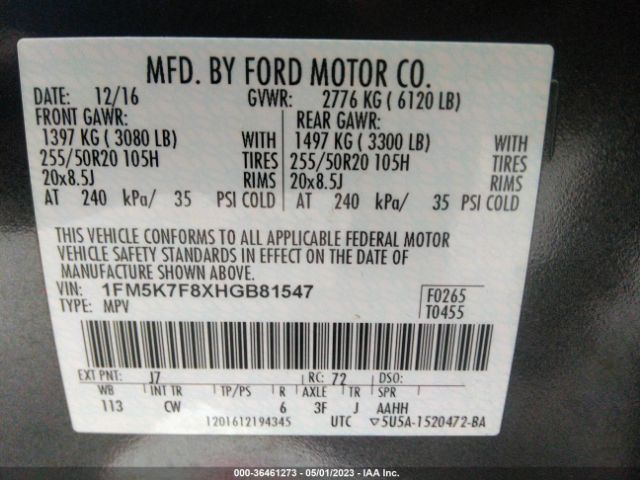 MFD. BY FORD MOTOR CO.
DATE: 12/16 GVWR: 2776 KG ( 6120 LB)
FRONT GAWR: REAR GAWR:
1397 KG ( 3080 LB) WITH 1497 KG ( 3300 LB) WITH
255/50R20 105H TIRES 255/50R20 105H TIRES
20x8.5J RIMS 20x8.5J RIMS
AT 240 kPa/ 35 PSI COLD AT 240 kPa/ 35 PSI COLD
THIS VEHICLE CONFORMS TO ALL APPLICABLE FEDERAL MOTOR
VEHICLE SAFETY STANDARDS IN EFFECT ON THE DATE OF
MANUFACTURE SHOWN ABOVE.
VIN: 1FM5K7F8XHGB81547 F0265
TYPE: MPV T0455
EXT PNT: J7 RC: 72 DSO:
WB INT TR TP/PS R AXLE TR SPR
113 CW 6 3F J AAHH
1201612194345 UTC ▽5U5A-1520472-BA
000-36461273 - 05/01/2023 - IAA Inc.